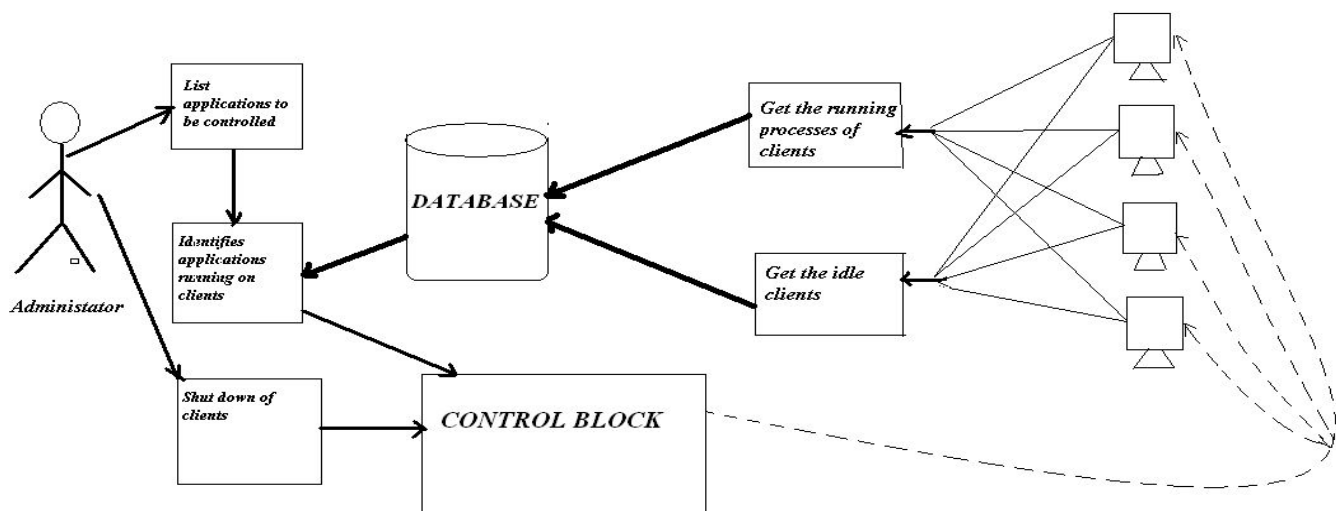 List
applications to
be controlled
Get the running
processes of
clients
DATABASE
Identifies
applications
running on
clients
Get the idle
clients
Administator
Shut down of
clients
CONTROL BLOCK